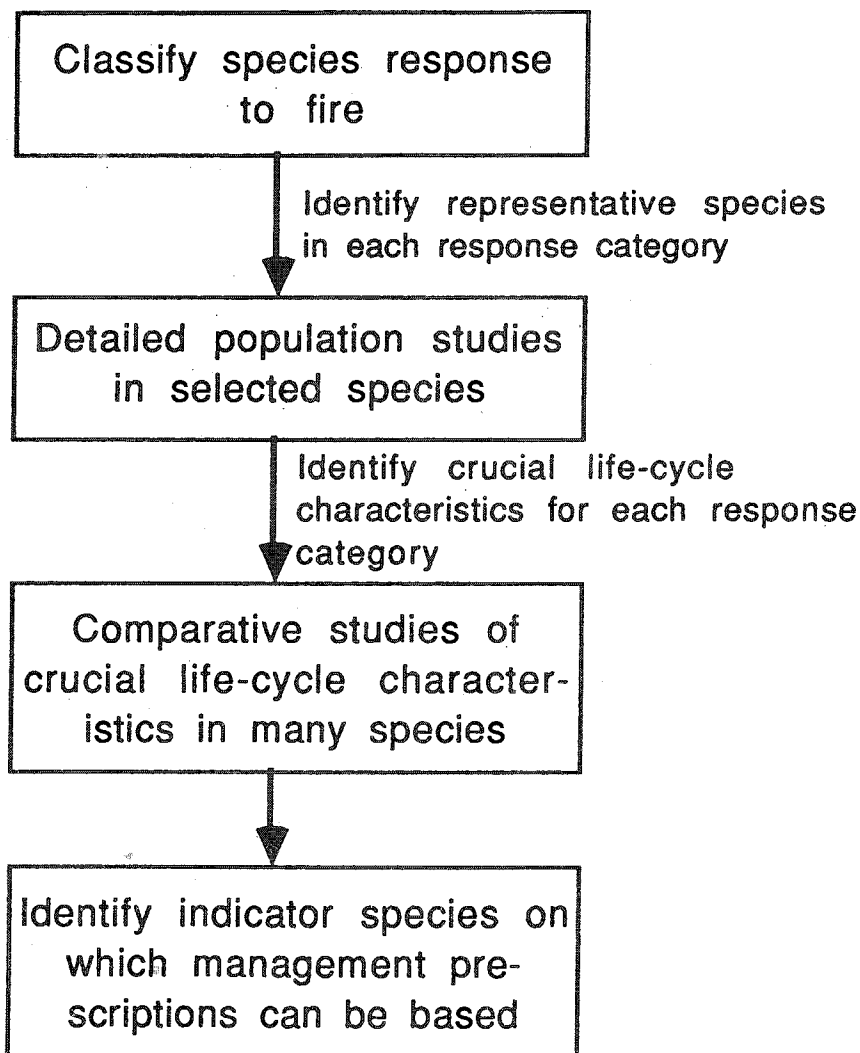 Classify species response
to fire
Identify representative species
in each response category
Detailed population studies
in selected species
Identify crucial life-cycle
characteristics for each response
category
Comparative studies of
crucial life-cycle character-
istics in many species
Identify indicator species on
which management pre-
scriptions can be based